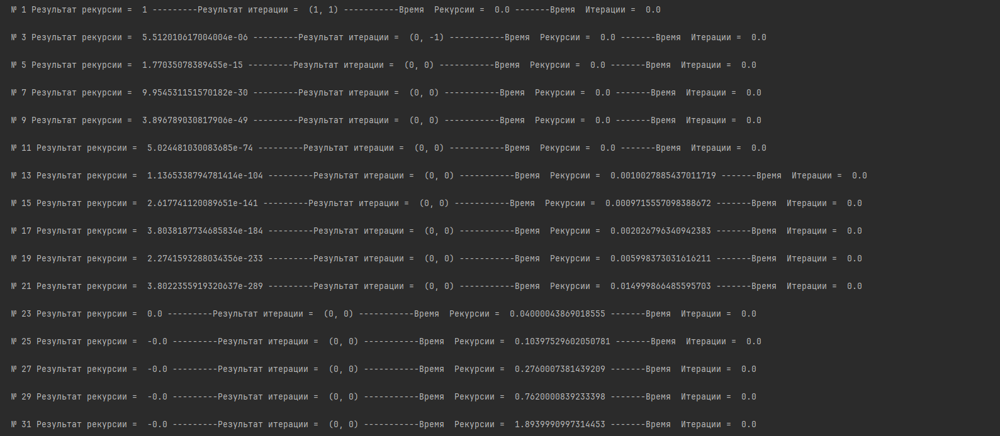 № 1 Результат рекурсии =  1 ---------Результат итерации =  (1, 1) -----------Время  Рекурсии =  0.0 -------Время  Итерации =  0.0
№ 3 Результат рекурсии =  5.512010617004004e-06 ---------Результат итерации =  (0, -1) -----------Время  Рекурсии =  0.0 -------Время  Итерации =  0.0
№ 5 Результат рекурсии =  1.77035078389455e-15 ---------Результат итерации =  (0, 0) -----------Время  Рекурсии =  0.0 -------Время  Итерации =  0.0
№ 7 Результат рекурсии =  9.954531151570182e-30 ---------Результат итерации =  (0, 0) -----------Время  Рекурсии =  0.0 -------Время  Итерации =  0.0
№ 9 Результат рекурсии =  3.896789030817906e-49 ---------Результат итерации =  (0, 0) -----------Время  Рекурсии =  0.0 -------Время  Итерации =  0.0
№ 11 Результат рекурсии =  5.024481030083685e-74 ---------Результат итерации =  (0, 0) -----------Время  Рекурсии =  0.0 -------Время  Итерации =  0.0
№ 13 Результат рекурсии =  1.1365338794781414e-104 ---------Результат итерации =  (0, 0) -----------Время  Рекурсии =  0.0010027885437011719 -------Время  Итерации =  0.0
№ 15 Результат рекурсии =  2.617741120089651e-141 ---------Результат итерации =  (0, 0) -----------Время  Рекурсии =  0.0009715557098388672 -------Время  Итерации =  0.0
№ 17 Результат рекурсии =  3.8038187734685834e-184 ---------Результат итерации =  (0, 0) -----------Время  Рекурсии =  0.002026796340942383 -------Время  Итерации =  0.0
№ 19 Результат рекурсии =  2.2741593288034356e-233 ---------Результат итерации =  (0, 0) -----------Время  Рекурсии =  0.005998373031616211 -------Время  Итерации =  0.0
№ 21 Результат рекурсии =  3.8022355919320637e-289 ---------Результат итерации =  (0, 0) -----------Время  Рекурсии =  0.014999866485595703 -------Время  Итерации =  0.0
№ 23 Результат рекурсии =  0.0 ---------Результат итерации =  (0, 0) -----------Время  Рекурсии =  0.04000043869018555 -------Время  Итерации =  0.0
№ 25 Результат рекурсии =  -0.0 ---------Результат итерации =  (0, 0) -----------Время  Рекурсии =  0.10397529602050781 -------Время  Итерации =  0.0
№ 27 Результат рекурсии =  -0.0 ---------Результат итерации =  (0, 0) -----------Время  Рекурсии =  0.2760007381439209 -------Время  Итерации =  0.0
№ 29 Результат рекурсии =  -0.0 ---------Результат итерации =  (0, 0) -----------Время  Рекурсии =  0.7620000839233398 -------Время  Итерации =  0.0
№ 31 Результат рекурсии =  -0.0 ---------Результат итерации =  (0, 0) -----------Время  Рекурсии =  1.8939990997314453 -------Время  Итерации =  0.0